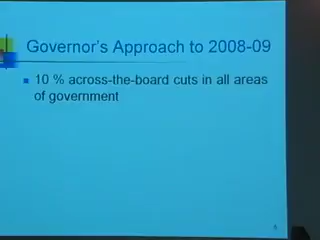 Governor's Approach to 2008-09
10 % across-the-board cuts in all areas
of government